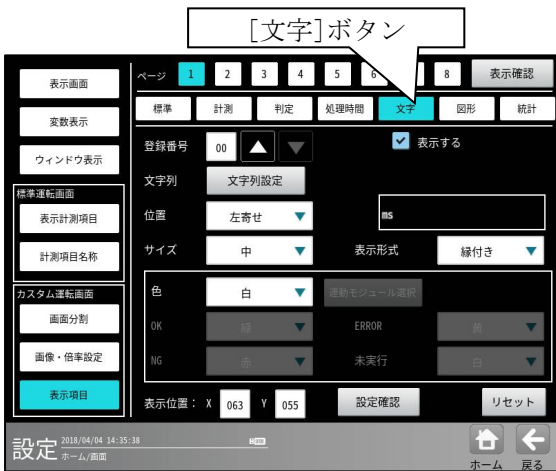 [文字]ボタン
ページ 1 2 3 4 5 6 8 表示確認
表示画面
変数表示
ウィンドウ表示
標準運転画面
表示計測項目
計測項目名称
カスタム運転画面
画面分割
画像・倍率設定
表示項目
標準 計測 判定 処理時間 文字 図形 統計
登録番号 00 表示する
文字列 文字列設定
位置 左寄せ ms
サイズ 中 表示形式 縁付き
色 白 連動モジュール選択
OK 緑 ERROR 黄
NG 赤 未実行 白
表示位置： X 063 Y 055 設定確認 リセット
設定 2018/04/04 14:35:38
ホーム/画面
ホーム 戻る